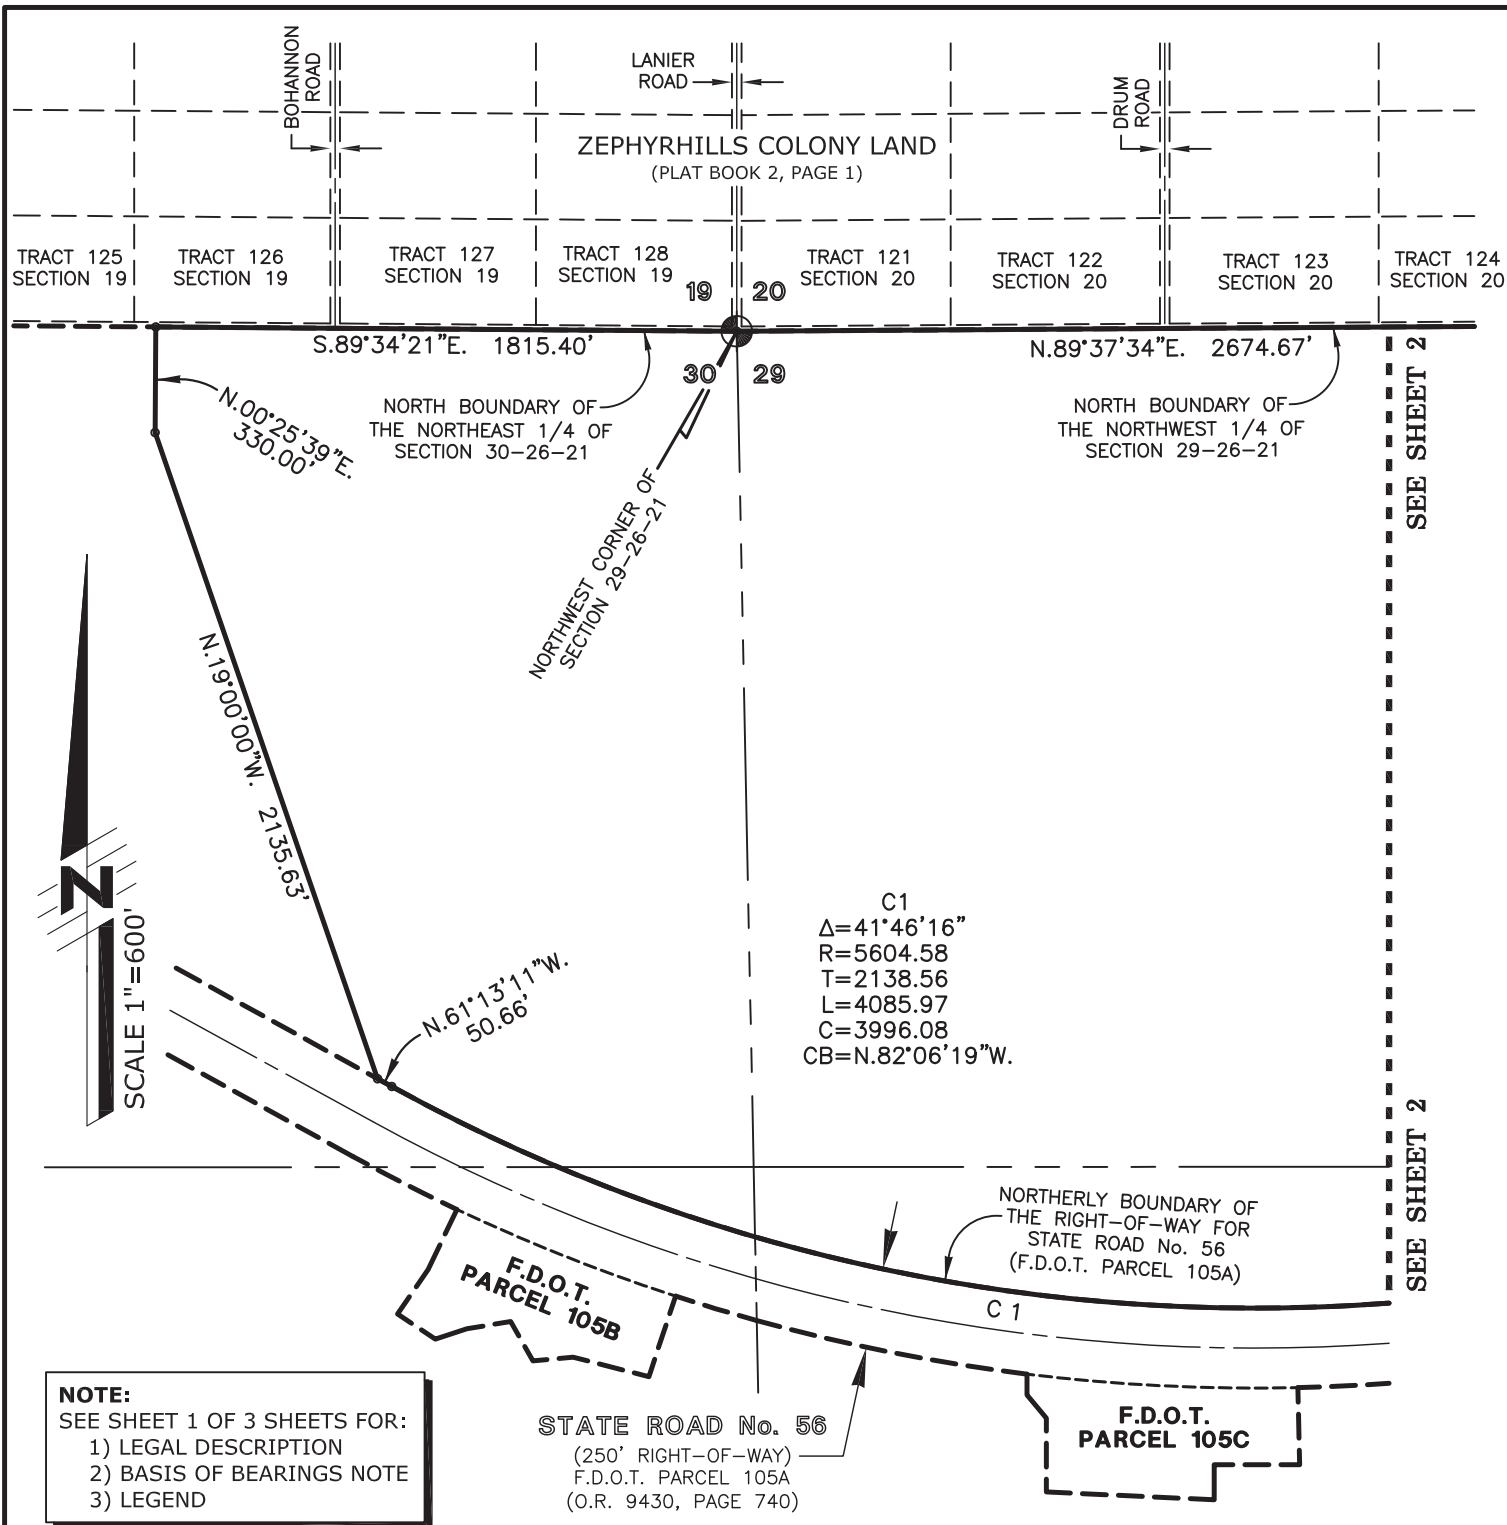 BOHANNON
ROAD
LANIER
ROAD
DRUM
ROAD
ZEPHYRHILLS COLONY LAND
(PLAT BOOK 2, PAGE 1)
TRACT 125
SECTION 19
TRACT 126
SECTION 19
TRACT 127
SECTION 19
TRACT 128
SECTION 19
TRACT 121
SECTION 20
TRACT 122
SECTION 20
TRACT 123
SECTION 20
TRACT 124
SECTION 20
19 20
30 29
S.89°34'21"E. 1815.40'
N.89°37'34"E. 2674.67'
N.00°25'39"E.
330.00'
NORTH BOUNDARY OF
THE NORTHEAST 1/4 OF
SECTION 30-26-21
NORTH BOUNDARY OF
THE NORTHWEST 1/4 OF
SECTION 29-26-21
SEE SHEET 2
NORTHWEST CORNER OF
SECTION 29-26-21
N.19°00'00"W. 2135.63'
N
SCALE 1"=600'
N.61°13'11"W.
50.66'
C1
Δ=41°46'16"
R=5604.58
T=2138.56
L=4085.97
C=3996.08
CB=N.82°06'19"W.
SEE SHEET 2
NORTHERLY BOUNDARY OF
THE RIGHT-OF-WAY FOR
STATE ROAD No. 56
(F.D.O.T. PARCEL 105A)
C 1
F.D.O.T.
PARCEL 105B
F.D.O.T.
PARCEL 105C
STATE ROAD No. 56
(250' RIGHT-OF-WAY)
F.D.O.T. PARCEL 105A
(O.R. 9430, PAGE 740)
NOTE:
SEE SHEET 1 OF 3 SHEETS FOR:
1) LEGAL DESCRIPTION
2) BASIS OF BEARINGS NOTE
3) LEGEND